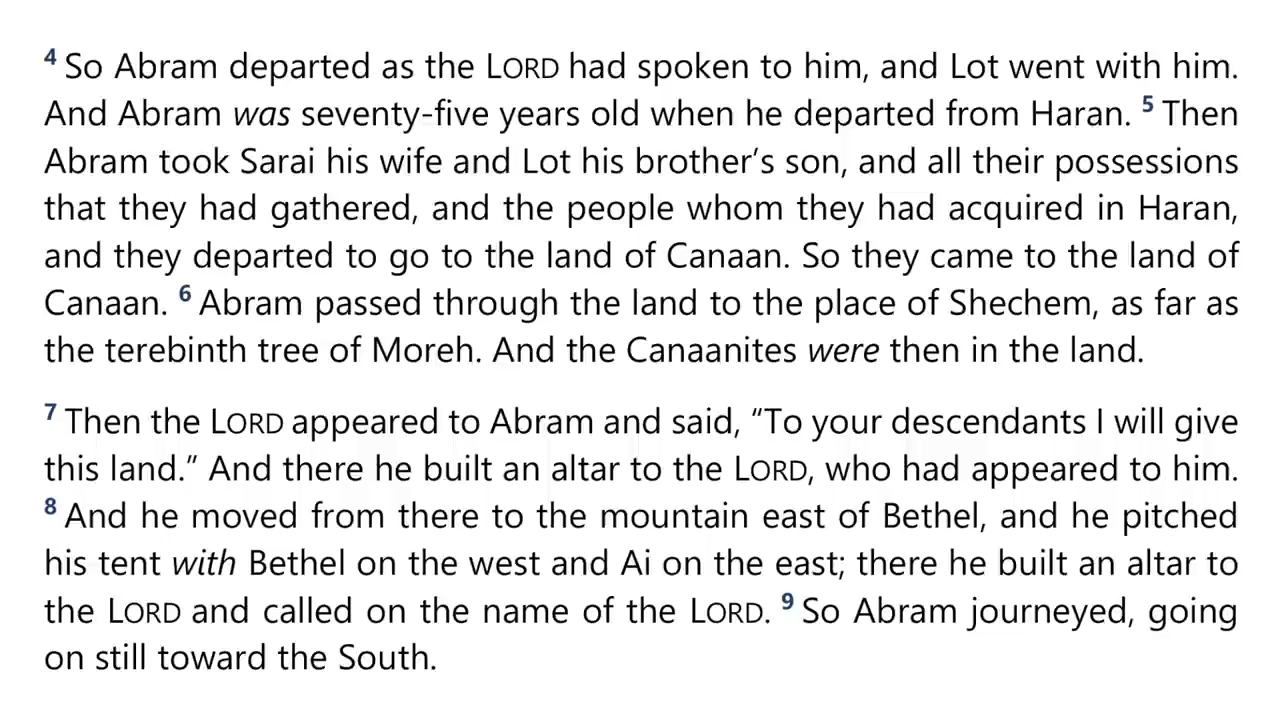 4 So Abram departed as the LORD had spoken to him, and Lot went with him.
And Abram was seventy-five years old when he departed from Haran. 5 Then
Abram took Sarai his wife and Lot his brother’s son, and all their possessions
that they had gathered, and the people whom they had acquired in Haran,
and they departed to go to the land of Canaan. So they came to the land of
Canaan. 6 Abram passed through the land to the place of Shechem, as far as
the terebinth tree of Moreh. And the Canaanites were then in the land.
7 Then the LORD appeared to Abram and said, “To your descendants I will give
this land.” And there he built an altar to the LORD, who had appeared to him.
8 And he moved from there to the mountain east of Bethel, and he pitched
his tent with Bethel on the west and Ai on the east; there he built an altar to
the LORD and called on the name of the LORD. 9 So Abram journeyed, going
on still toward the South.